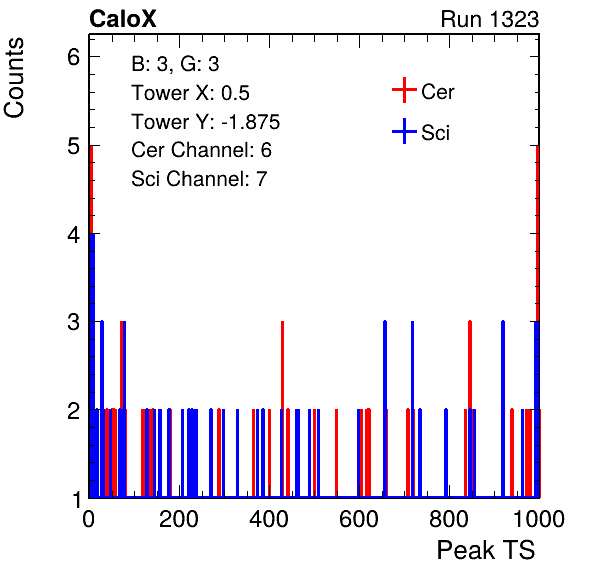 CaloX Run 1323
Counts
B: 3, G: 3
Tower X: 0.5
Tower Y: -1.875
Cer Channel: 6
Sci Channel: 7
Cer
Sci
6
5
4
3
2
1
0 200 400 600 800 1000
Peak TS